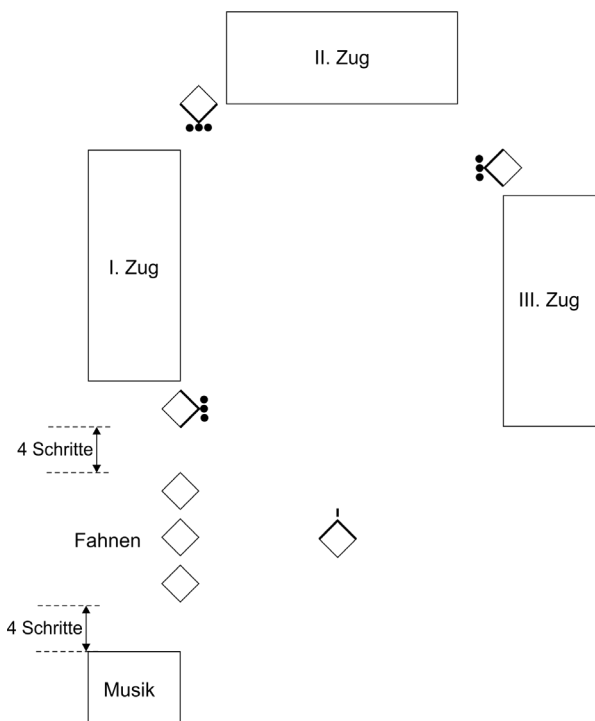 II. Zug
I. Zug
III. Zug
4 Schritte
Fahnen
4 Schritte
Musik